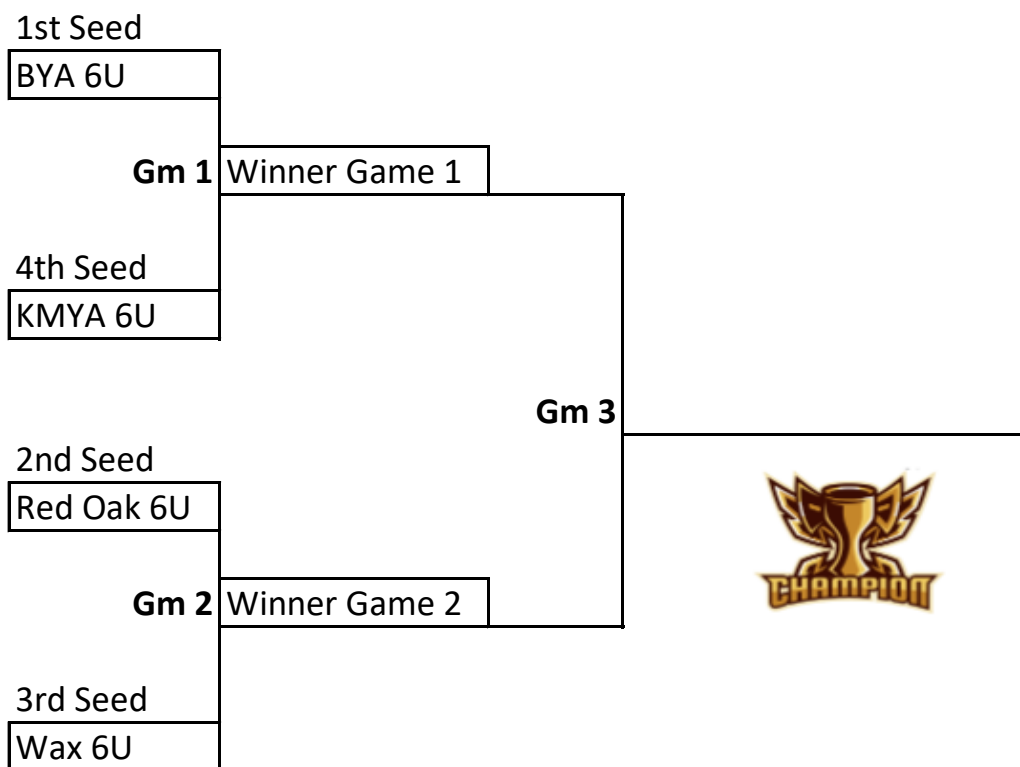 1st Seed
BYA 6U
Gm 1 Winner Game 1
4th Seed
KMYA 6U
Gm 3
2nd Seed
Red Oak 6U
CHAMPION
Gm 2 Winner Game 2
3rd Seed
Wax 6U